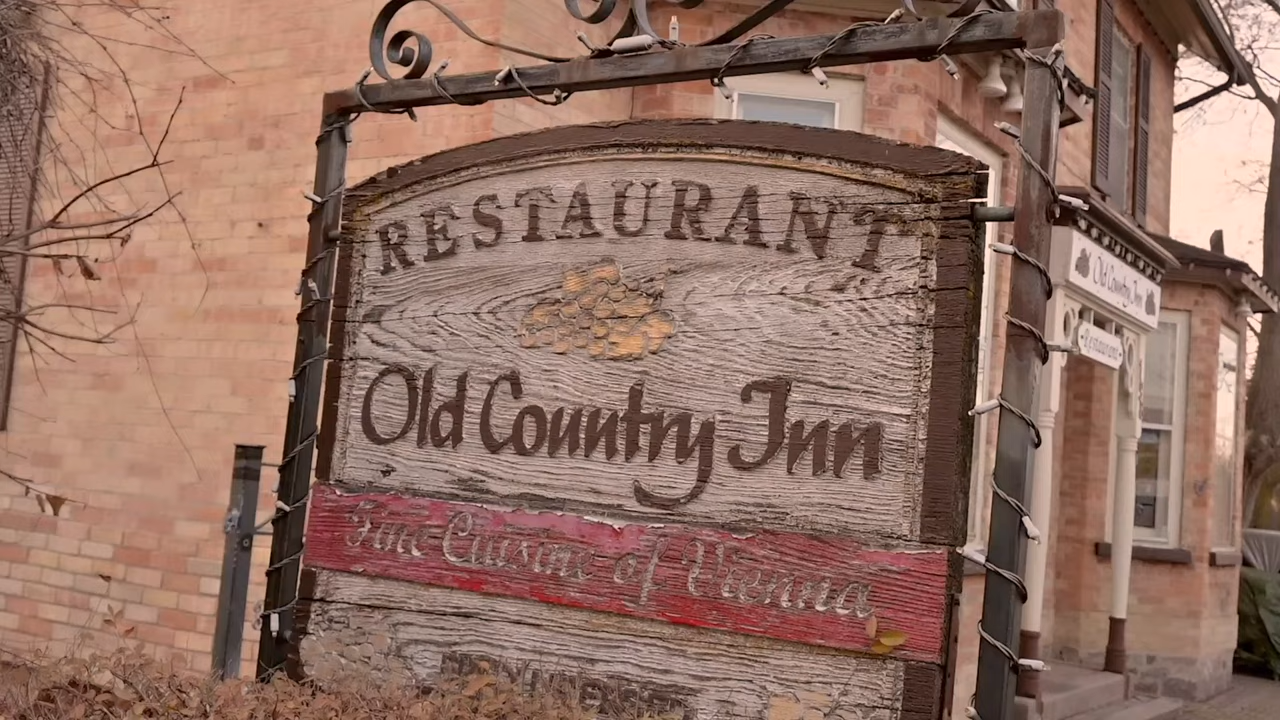 RESTAURANT
Old Country Inn
Fine Cuisine of Vienna
Old Country Inn
Restaurant